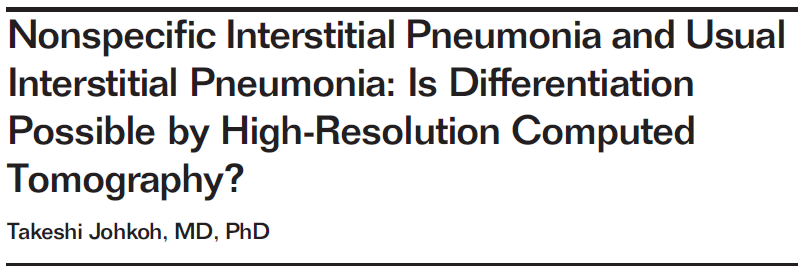 Nonspecific Interstitial Pneumonia and Usual
Interstitial Pneumonia: Is Differentiation
Possible by High-Resolution Computed
Tomography?
Takeshi Johkoh, MD, PhD